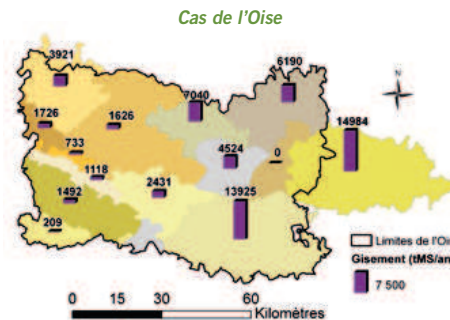 Cas de l'Oise
3921
6190
N
7040
1726
1626
14984
733
4524
0
1118
1492
2431
13925
209
Limites de l'Ois
Gisement (tMS/an
7 500
0 15 30 60
Kilomètres